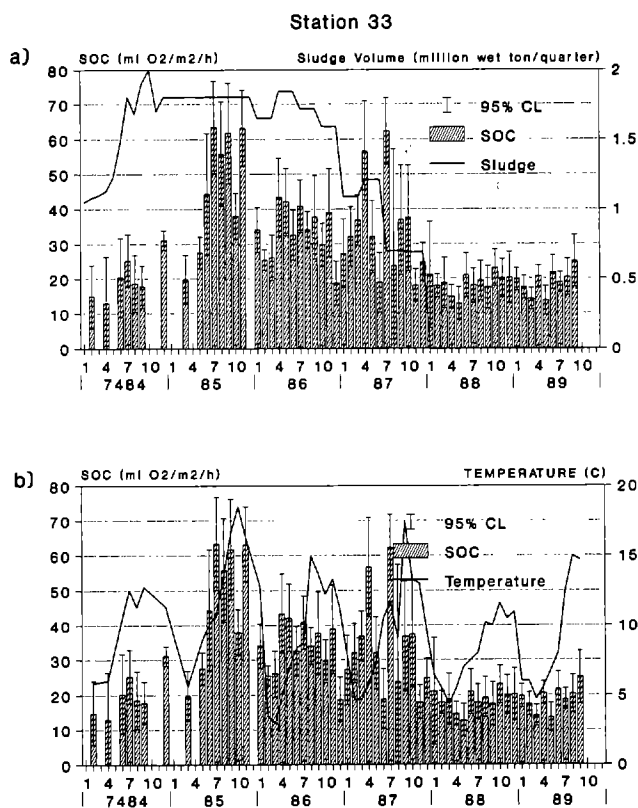 Station 33
a)
SOC (ml O2/m2/h) Sludge Volume (million wet ton/quarter)
80 2
70
60 1.5
50
40 1
30
20 0.5
10
0 0
95% CL
SOC
Sludge
1 4 7 10 1 4 7 10 1 4 7 10 1 4 7 10 1 4 7 10 1 4 7 10
7484 85 86 87 88 89
b)
SOC (ml O2/m2/h) TEMPERATURE (C)
80 20
70
60 15
50
40 10
30
20 5
10
0 0
95% CL
SOC
Temperature
1 4 7 10 1 4 7 10 1 4 7 10 1 4 7 10 1 4 7 10 1 4 7 10
7484 85 86 87 88 89